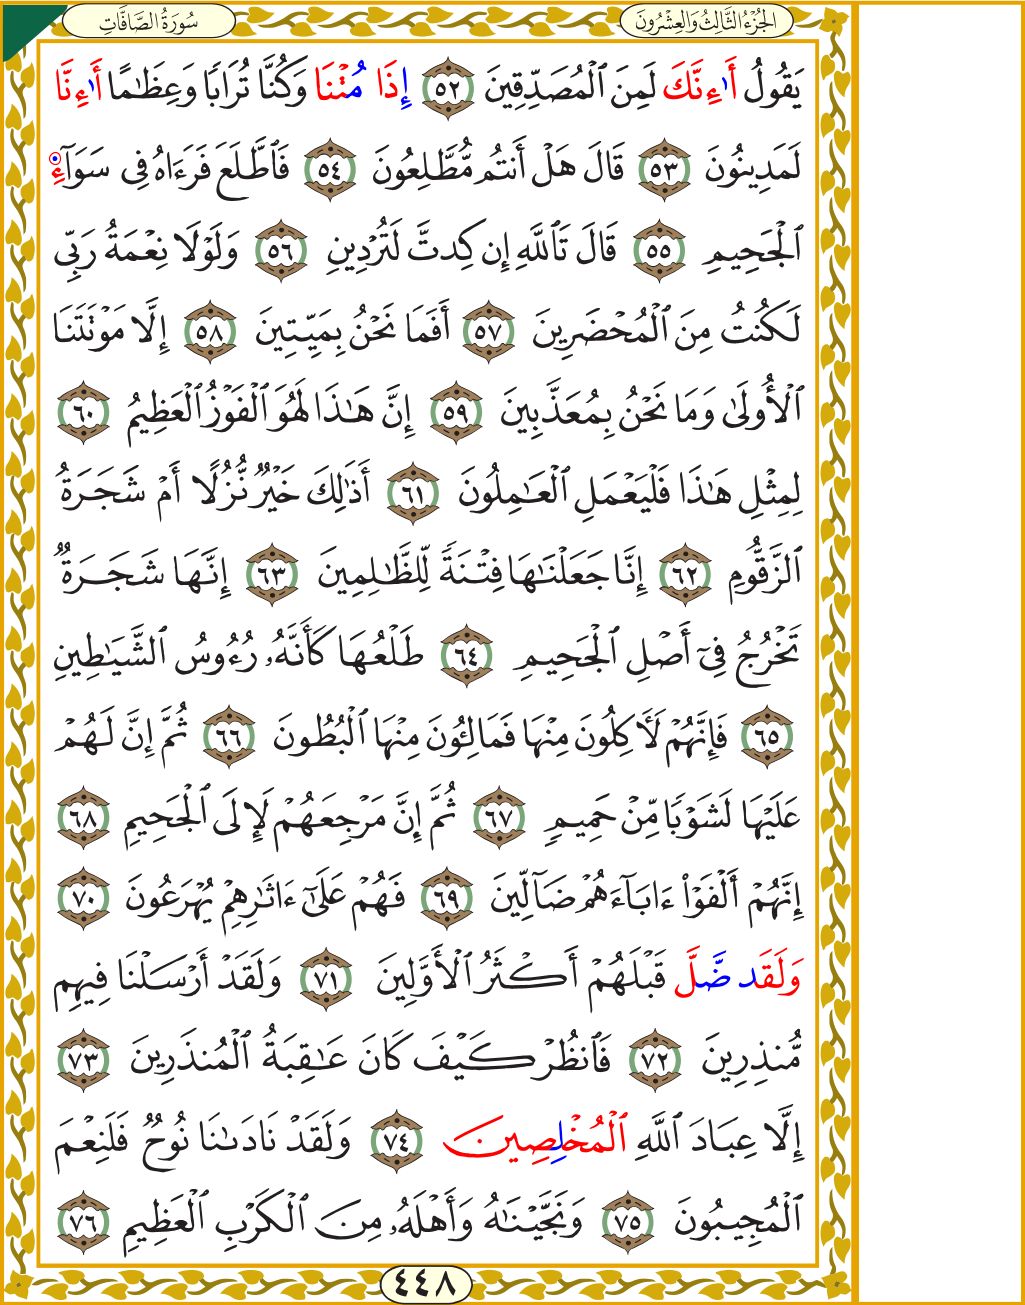 سُورَةُ الصَّافَّاتِ
الجُزْءُ الثَّالِثُ وَالعِشْرُونَ
يَقُولُ أَ۟ءِنَّكَ لَمِنَ ٱلْمُصَدِّقِينَ ٥٢ إِذَا مُتْنَا وَكُنَّا تُرَابًا وَعِظَٰمًا أَ۟ءِنَّا
لَمَدِينُونَ ٥٣ قَالَ هَلْ أَنتُم مُّطَّلِعُونَ ٥٤ فَٱطَّلَعَ فَرَءَاهُ فِى سَوَآءِ
ٱلْجَحِيمِ ٥٥ قَالَ تَٱللَّهِ إِن كِدتَّ لَتُرْدِينِ ٥٦ وَلَوْلَا نِعْمَةُ رَبِّى
لَكُنتُ مِنَ ٱلْمُحْضَرِينَ ٥٧ أَفَمَا نَحْنُ بِمَيِّتِينَ ٥٨ إِلَّا مَوْتَتَنَا
ٱلْأُولَىٰ وَمَا نَحْنُ بِمُعَذَّبِينَ ٥٩ إِنَّ هَٰذَا لَهُوَ ٱلْفَوْزُ ٱلْعَظِيمُ ٦٠
لِمِثْلِ هَٰذَا فَلْيَعْمَلِ ٱلْعَٰمِلُونَ ٦١ أَذَٰلِكَ خَيْرٌ نُّزُلًا أَمْ شَجَرَةُ
ٱلزَّقُّومِ ٦٢ إِنَّا جَعَلْنَٰهَا فِتْنَةً لِّلظَّٰلِمِينَ ٦٣ إِنَّهَا شَجَرَةٌ
تَخْرُجُ فِىٓ أَصْلِ ٱلْجَحِيمِ ٦٤ طَلْعُهَا كَأَنَّهُۥ رُءُوسُ ٱلشَّيَٰطِينِ
٦٥ فَإِنَّهُمْ لَـَٔاكِلُونَ مِنْهَا فَمَالِـُٔونَ مِنْهَا ٱلْبُطُونَ ٦٦ ثُمَّ إِنَّ لَهُمْ
عَلَيْهَا لَشَوْبًا مِّنْ حَمِيمٍ ٦٧ ثُمَّ إِنَّ مَرْجِعَهُمْ لَإِلَى ٱلْجَحِيمِ ٦٨
إِنَّهُمْ أَلْفَوْا۟ ءَابَآءَهُمْ ضَآلِّينَ ٦٩ فَهُمْ عَلَىٰٓ ءَاثَٰرِهِمْ يُهْرَعُونَ ٧٠
وَلَقَد ضَّلَّ قَبْلَهُمْ أَكْثَرُ ٱلْأَوَّلِينَ ٧١ وَلَقَدْ أَرْسَلْنَا فِيهِم
مُّنذِرِينَ ٧٢ فَٱنظُرْ كَيْفَ كَانَ عَٰقِبَةُ ٱلْمُنذَرِينَ ٧٣
إِلَّا عِبَادَ ٱللَّهِ ٱلْمُخْلِصِينَ ٧٤ وَلَقَدْ نَادَىٰنَا نُوحٌ فَلَنِعْمَ
ٱلْمُجِيبُونَ ٧٥ وَنَجَّيْنَٰهُ وَأَهْلَهُۥ مِنَ ٱلْكَرْبِ ٱلْعَظِيمِ ٧٦
٤٤٨